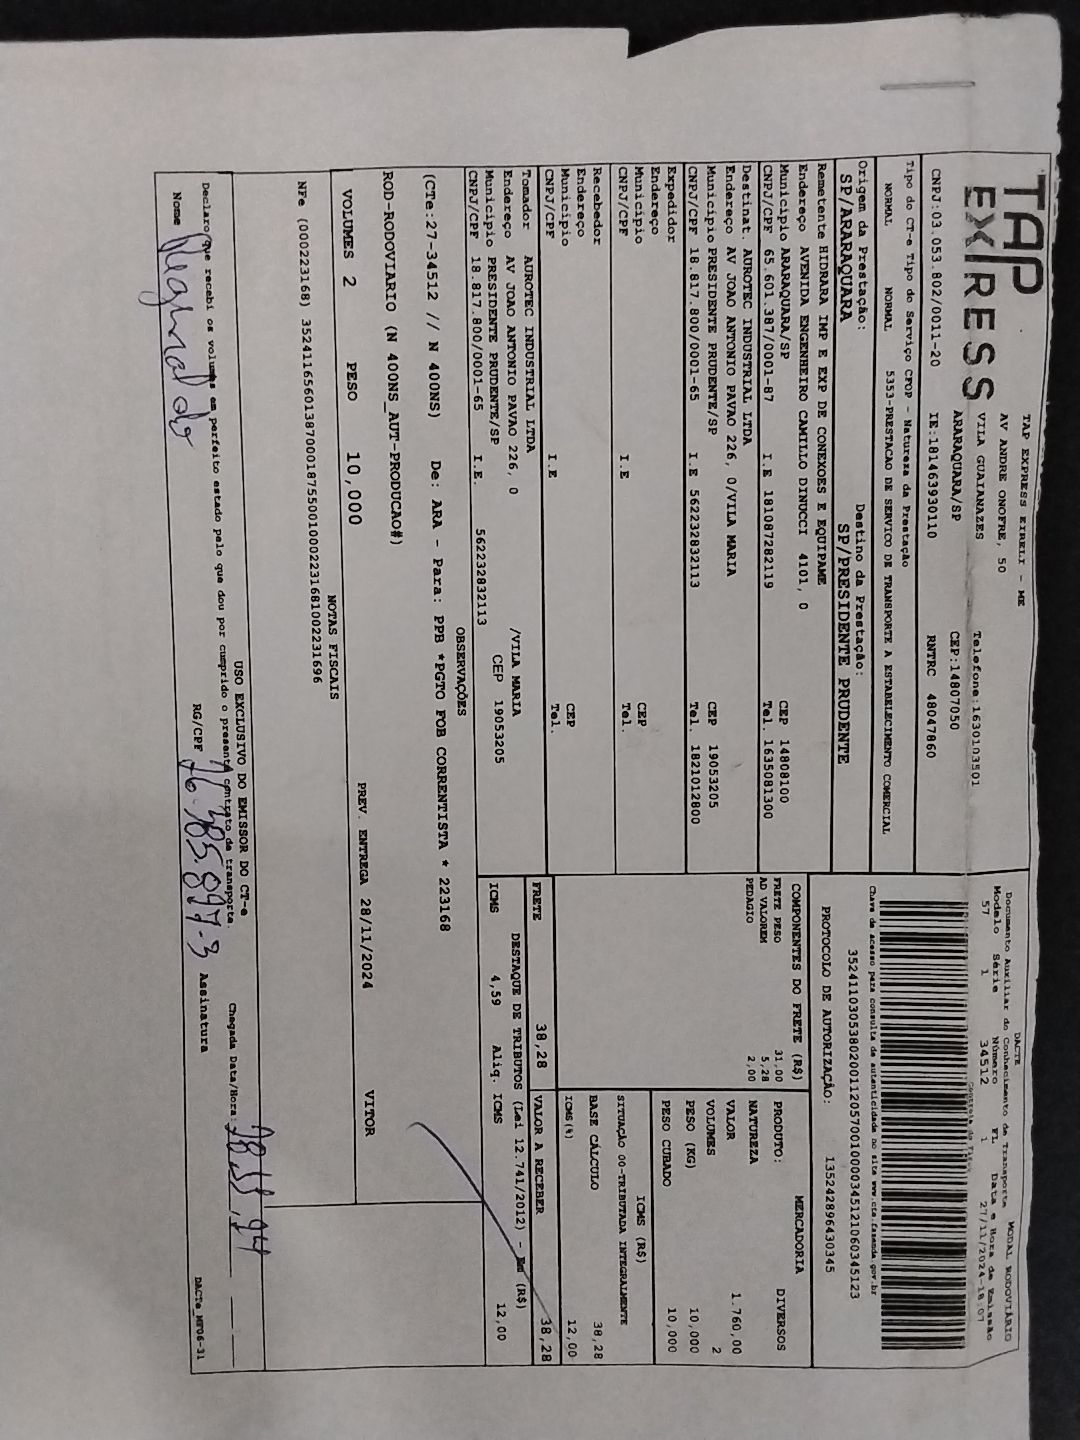 TAP EXPRESS
TAP EXPRESS EIRELI - ME
AV ANDRE ONOFRE, 50
VILA GUAIANAZES Telefone:1630103501
ARARAQUARA/SP CEP:14807050
CNPJ:03.053.802/0011-20 IE:181463930110 RNTRC 48047860
DACTE MODAL RODOVIÁRIO
Documento Auxiliar do Conhecimento de Transporte
Modelo Série Número FL Data e Hora de Emissão
57 1 34512 1 27/11/2024-18:07
Chave de acesso para consulta de autenticidade no site www.cte.fazenda.gov.br
35241103053802001120570010000345121060345123
PROTOCOLO DE AUTORIZAÇÃO: 135242896430345
Tipo do CT-e Tipo do Serviço CFOP - Natureza da Prestação
NORMAL NORMAL 5353-PRESTACAO DE SERVICO DE TRANSPORTE A ESTABELECIMENTO COMERCIAL
Origem da Prestação: Destino da Prestação:
SP/ARARAQUARA SP/PRESIDENTE PRUDENTE
Remetente HIDRARA IMP E EXP DE CONEXOES E EQUIPAME
Endereço AVENIDA ENGENHEIRO CAMILLO DINUCCI 4101, 0
Município ARARAQUARA/SP CEP 14808100
CNPJ/CPF 65.601.387/0001-87 I.E 181087282119 Tel. 1635081300
Destinat. AUROTEC INDUSTRIAL LTDA
Endereço AV JOAO ANTONIO PAVAO 226, 0/VILA MARIA
Município PRESIDENTE PRUDENTE/SP CEP 19053205
CNPJ/CPF 18.817.800/0001-65 I.E 562232832113 Tel. 1821012800
Expedidor
Endereço
Município CEP
CNPJ/CPF I.E Tel.
Recebedor
Endereço
Município CEP
CNPJ/CPF I.E Tel.
Tomador AUROTEC INDUSTRIAL LTDA
Endereço AV JOAO ANTONIO PAVAO 226, 0 /VILA MARIA
Município PRESIDENTE PRUDENTE/SP CEP 19053205
CNPJ/CPF 18.817.800/0001-65 I.E. 562232832113
COMPONENTES DO FRETE (R$)
FRETE PESO 31,00
AD VALOREM 5,28
PEDAGIO 2,00
MERCADORIA
PRODUTO: DIVERSOS
NATUREZA
VALOR 1.760,00
VOLUMES 2
PESO (KG) 10,000
PESO CUBADO 10,000
ICMS (R$)
SITUAÇÃO 00-TRIBUTADA INTEGRALMENTE
BASE CÁLCULO 38,28
ICMS(%) 12,00
FRETE 38,28 VALOR A RECEBER 38,28
DESTAQUE DE TRIBUTOS (Lei 12.741/2012) - Em (R$)
ICMS 4,59 Aliq. ICMS 12,00
OBSERVAÇÕES
(CTe:27-34512 // N 400NS) De: ARA - Para: PPB *PGTO FOB CORRENTISTA * 223168
ROD-RODOVIARIO (N 400NS_AUT-PRODUCAO#)
VOLUMES 2 PESO 10,000 PREV. ENTREGA 28/11/2024 VITOR
NOTAS FISCAIS
NFe (000223168) 35241165601387000187550010002231681002231696
USO EXCLUSIVO DO EMISSOR DO CT-e
Declaro que recebi os volumes em perfeito estado pelo que dou por cumprido o presente contrato de transporte.
Chegada Data/Hora:
Nome Reginaldo RG/CPF Assinatura
DACTe_MF06-31